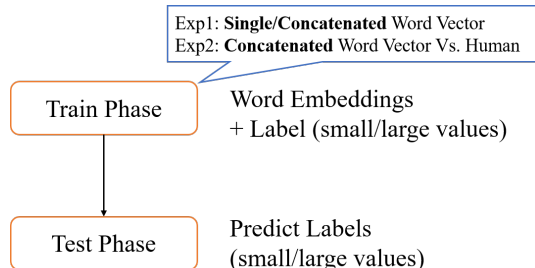 Exp1: Single/Concatenated Word Vector
Exp2: Concatenated Word Vector Vs. Human
Train Phase
Word Embeddings
+ Label (small/large values)
Test Phase
Predict Labels
(small/large values)